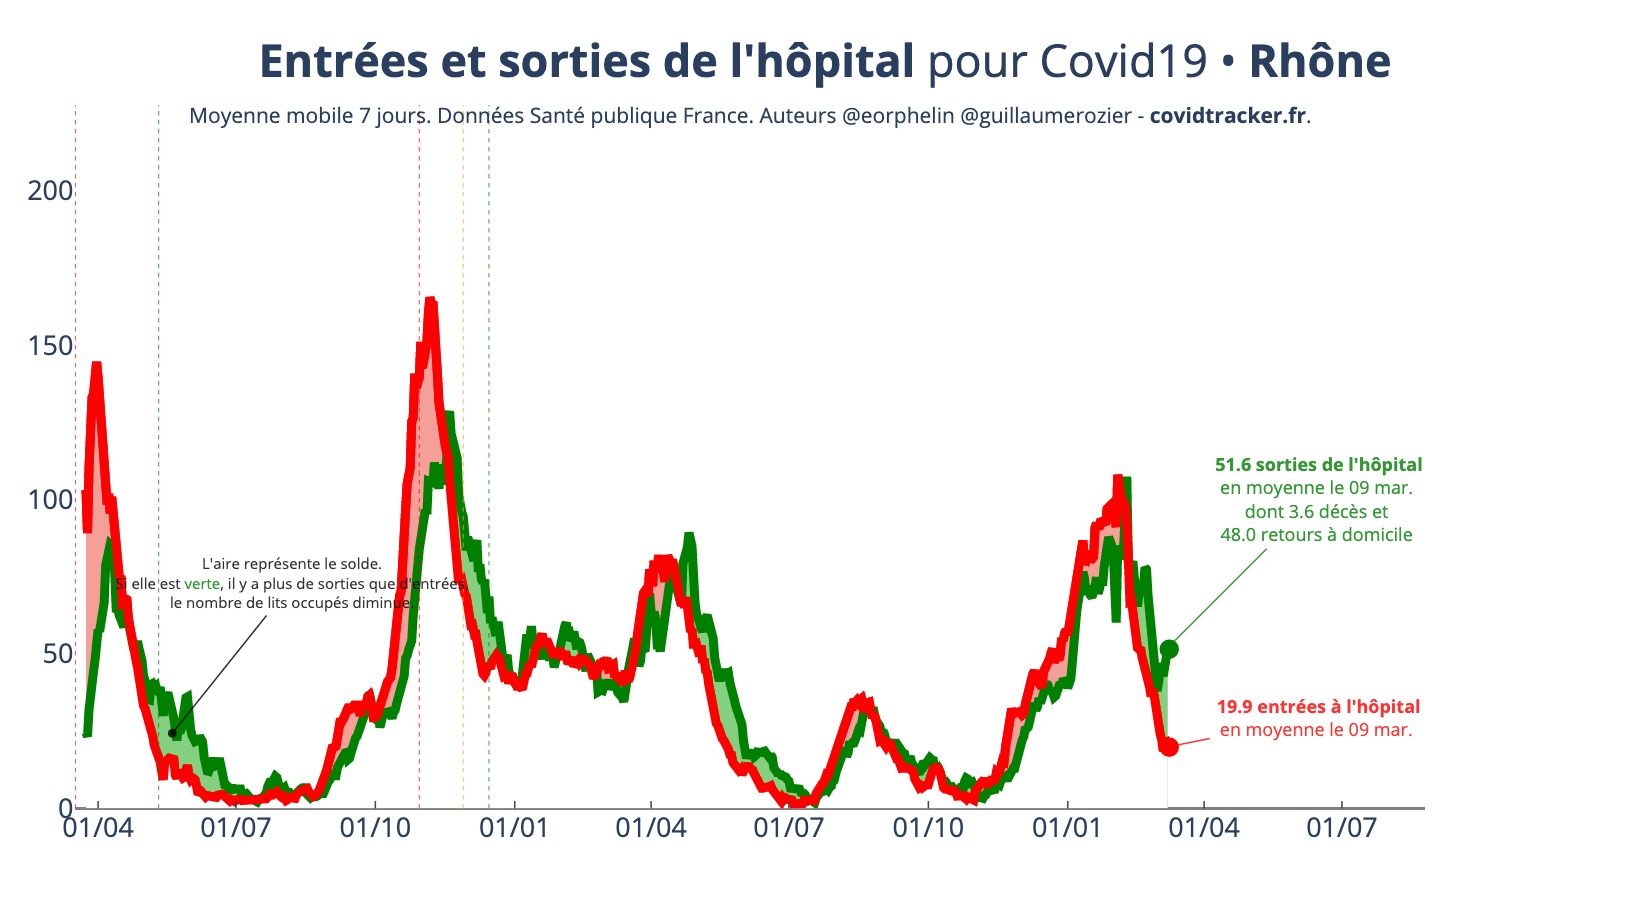 Entrées et sorties de l'hôpital pour Covid19 • Rhône
Moyenne mobile 7 jours. Données Santé publique France. Auteurs @eorphelin @guillaumerozier - covidtracker.fr.
200
150
100
50
0
51.6 sorties de l'hôpital
en moyenne le 09 mar.
dont 3.6 décès et
48.0 retours à domicile
L'aire représente le solde.
Si elle est verte, il y a plus de sorties que d'entrées,
le nombre de lits occupés diminue.
19.9 entrées à l'hôpital
en moyenne le 09 mar.
01/04 01/07 01/10 01/01 01/04 01/07 01/10 01/01 01/04 01/07